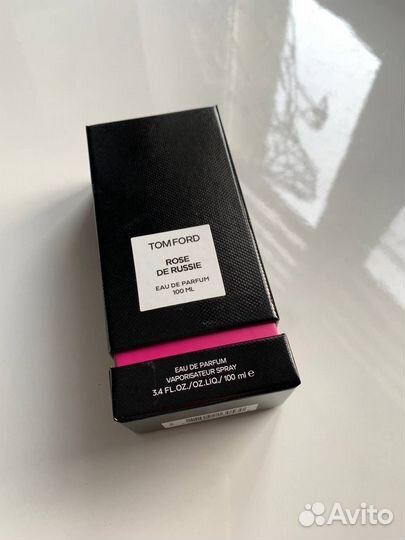 TOM FORD
ROSE
DE RUSSIE
EAU DE PARFUM
100 ML
EAU DE PARFUM
VAPORISATEUR SPRAY
3.4 FL.OZ./OZ.LIQ./ 100 ml e
Avito